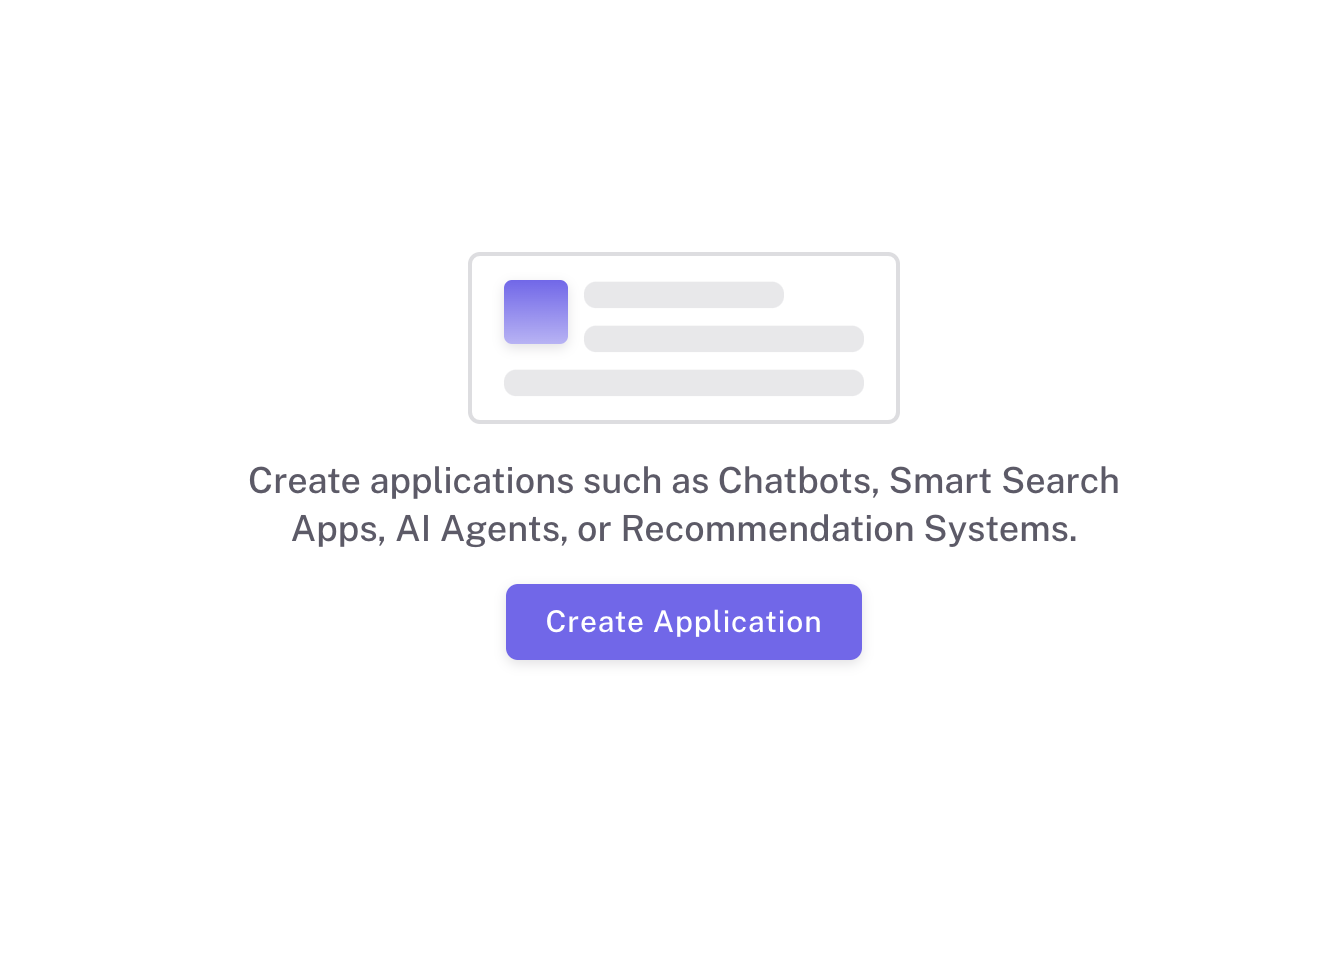 Create applications such as Chatbots, Smart Search
Apps, AI Agents, or Recommendation Systems.
Create Application